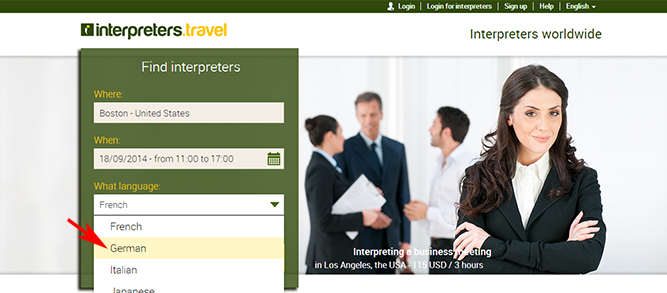 Login | Login for interpreters | Sign up | Help | English
interpreters.travel
Interpreters worldwide
Find interpreters
Where:
Boston - United States
When:
18/09/2014 - from 11:00 to 17:00
What language:
French
French
German
Italian
Japanese
Interpreting a business meeting
in Los Angeles, the USA - 115 USD / 3 hours